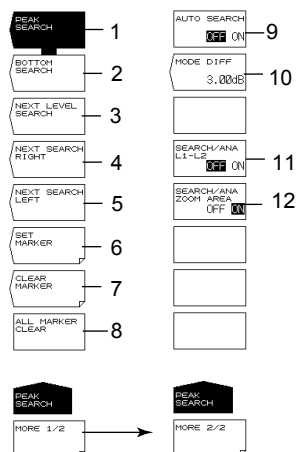 PEAK
SEARCH
1
BOTTOM
SEARCH
2
NEXT LEVEL
SEARCH
3
NEXT SEARCH
RIGHT
4
NEXT SEARCH
LEFT
5
SET
MARKER
6
CLEAR
MARKER
7
ALL MARKER
CLEAR
8
PEAK
SEARCH
MORE 1/2
AUTO SEARCH
OFF ON
9
MODE DIFF
3.00dB
10
SEARCH/ANA
L1-L2
OFF ON
11
SEARCH/ANA
ZOOM AREA
OFF ON
12
PEAK
SEARCH
MORE 2/2